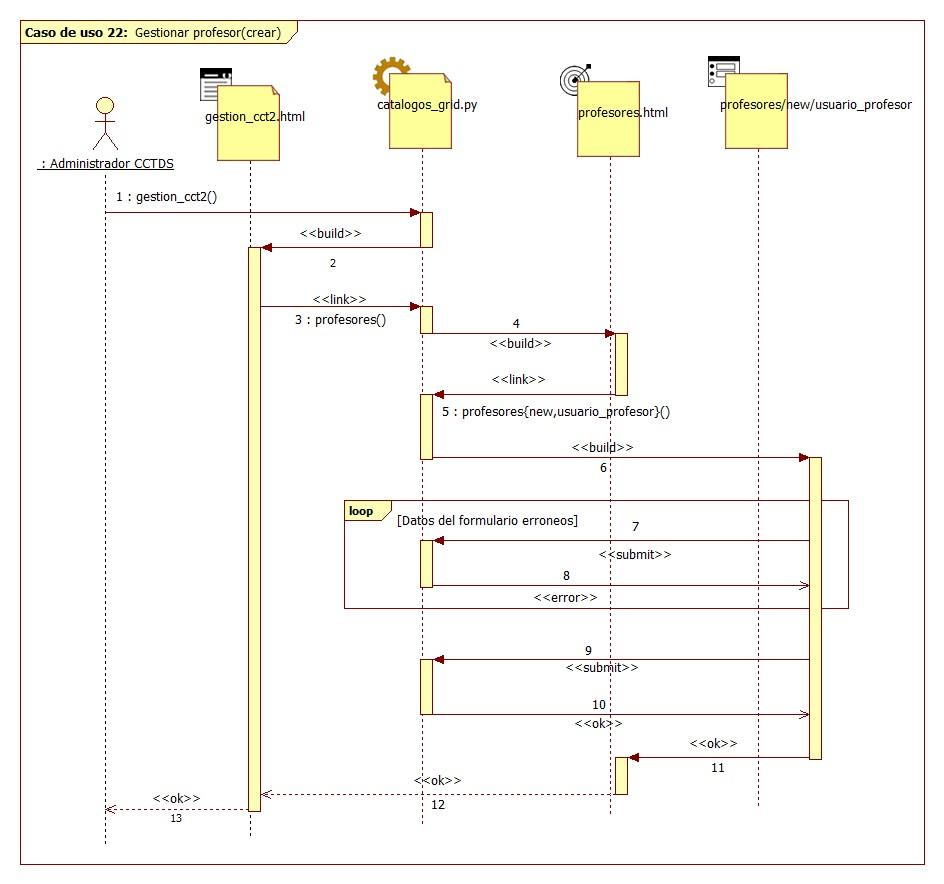 Caso de uso 22: Gestionar profesor(crear)
gestion_cct2.html
catalogos_grid.py
profesores.html
profesores/new/usuario_profesor
: Administrador CCTDS
1 : gestion_cct2()
<<build>>
2
<<link>>
3 : profesores()
4
<<build>>
<<link>>
5 : profesores{new,usuario_profesor}()
<<build>>
6
loop
[Datos del formulario erroneos]
7
<<submit>>
8
<<error>>
9
<<submit>>
10
<<ok>>
<<ok>>
11
<<ok>>
12
<<ok>>
13